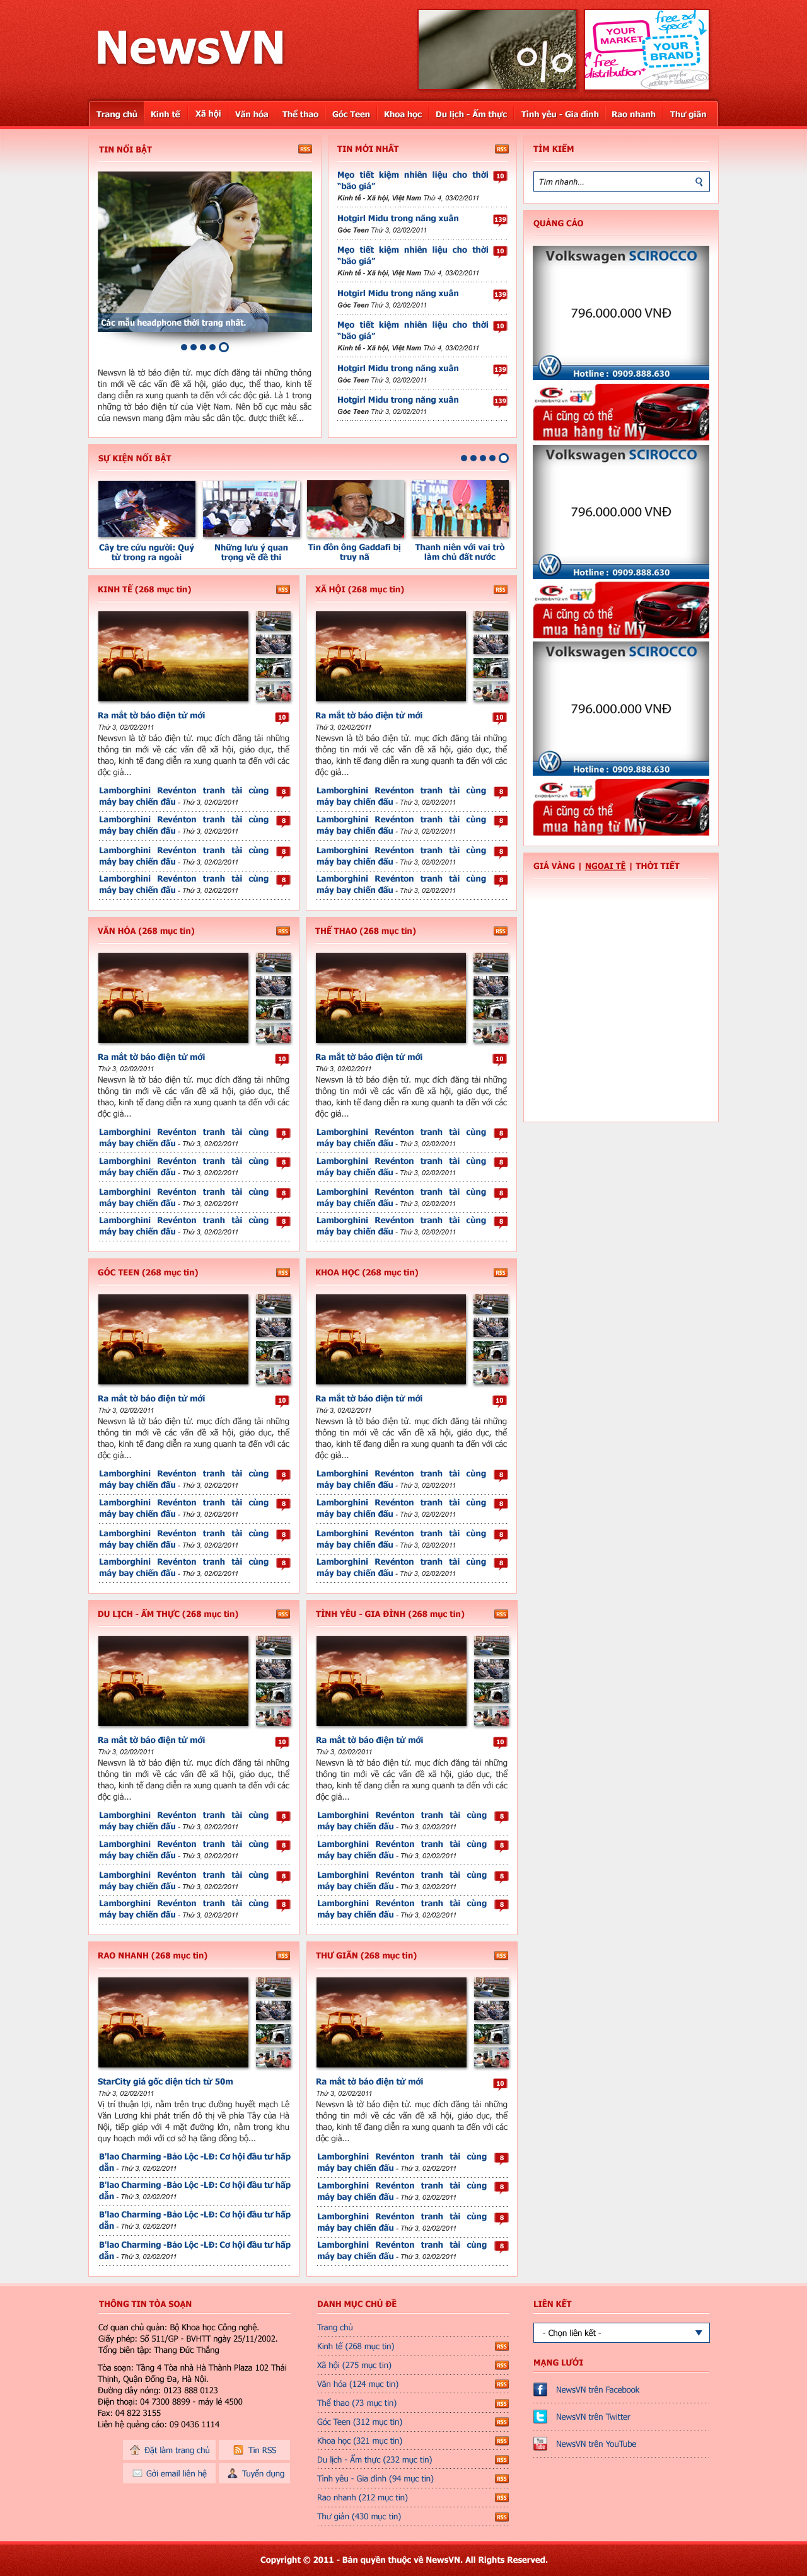 NewsVN
%
YOUR MARKET
free ad space
YOUR BRAND
free distribution
Trang chủ Kinh tế Xã hội Văn hóa Thể thao Góc Teen Khoa học Du lịch - Ẩm thực Tình yêu - Gia đình Rao nhanh Thư giãn
TIN NỔI BẬT RSS
Các mẫu headphone thời trang nhất.
Newsvn là tờ báo điện tử. mục đích đăng tải những thông
tin mới về các vấn đề xã hội, giáo dục, thể thao, kinh tế
đang diễn ra xung quanh ta đến với các độc giả. Là 1 trong
những tờ báo điện tử của Việt Nam. Nên bố cục màu sắc
của newsvn mang đậm màu sắc dân tộc. được thiết kế...
TIN MỚI NHẤT RSS
Mẹo tiết kiệm nhiên liệu cho thời 10
“bão giá”
Kinh tế - Xã hội, Việt Nam Thứ 4, 03/02/2011
Hotgirl Midu trong nắng xuân 139
Góc Teen Thứ 3, 02/02/2011
Mẹo tiết kiệm nhiên liệu cho thời 10
“bão giá”
Kinh tế - Xã hội, Việt Nam Thứ 4, 03/02/2011
Hotgirl Midu trong nắng xuân 139
Góc Teen Thứ 3, 02/02/2011
Mẹo tiết kiệm nhiên liệu cho thời 10
“bão giá”
Kinh tế - Xã hội, Việt Nam Thứ 4, 03/02/2011
Hotgirl Midu trong nắng xuân 139
Góc Teen Thứ 3, 02/02/2011
Hotgirl Midu trong nắng xuân 139
Góc Teen Thứ 3, 02/02/2011
TÌM KIẾM
Tìm nhanh...
QUẢNG CÁO
Volkswagen SCIROCCO
796.000.000 VNĐ
Hotline : 0909.888.630
ebay
Ai cũng có thể
mua hàng từ Mỹ
Volkswagen SCIROCCO
796.000.000 VNĐ
Hotline : 0909.888.630
ebay
Ai cũng có thể
mua hàng từ Mỹ
Volkswagen SCIROCCO
796.000.000 VNĐ
Hotline : 0909.888.630
ebay
Ai cũng có thể
mua hàng từ Mỹ
GIÁ VÀNG | NGOẠI TỆ | THỜI TIẾT
SỰ KIỆN NỔI BẬT
Cây tre cứu người: Quý
tử trong ra ngoài
Những lưu ý quan
trọng về đề thi
Tin đồn ông Gaddafi bị
truy nã
Thanh niên với vai trò
làm chủ đất nước
KINH TẾ (268 mục tin) RSS
Ra mắt tờ báo điện tử mới 10
Thứ 3, 02/02/2011
Newsvn là tờ báo điện tử. mục đích đăng tải những
thông tin mới về các vấn đề xã hội, giáo dục, thể
thao, kinh tế đang diễn ra xung quanh ta đến với các
độc giả...
Lamborghini Revénton tranh tài cùng 8
máy bay chiến đấu - Thứ 3, 02/02/2011
Lamborghini Revénton tranh tài cùng 8
máy bay chiến đấu - Thứ 3, 02/02/2011
Lamborghini Revénton tranh tài cùng 8
máy bay chiến đấu - Thứ 3, 02/02/2011
Lamborghini Revénton tranh tài cùng 8
máy bay chiến đấu - Thứ 3, 02/02/2011
XÃ HỘI (268 mục tin) RSS
Ra mắt tờ báo điện tử mới 10
Thứ 3, 02/02/2011
Newsvn là tờ báo điện tử. mục đích đăng tải những
thông tin mới về các vấn đề xã hội, giáo dục, thể
thao, kinh tế đang diễn ra xung quanh ta đến với các
độc giả...
Lamborghini Revénton tranh tài cùng 8
máy bay chiến đấu - Thứ 3, 02/02/2011
Lamborghini Revénton tranh tài cùng 8
máy bay chiến đấu - Thứ 3, 02/02/2011
Lamborghini Revénton tranh tài cùng 8
máy bay chiến đấu - Thứ 3, 02/02/2011
Lamborghini Revénton tranh tài cùng 8
máy bay chiến đấu - Thứ 3, 02/02/2011
VĂN HÓA (268 mục tin) RSS
Ra mắt tờ báo điện tử mới 10
Thứ 3, 02/02/2011
Newsvn là tờ báo điện tử. mục đích đăng tải những
thông tin mới về các vấn đề xã hội, giáo dục, thể
thao, kinh tế đang diễn ra xung quanh ta đến với các
độc giả...
Lamborghini Revénton tranh tài cùng 8
máy bay chiến đấu - Thứ 3, 02/02/2011
Lamborghini Revénton tranh tài cùng 8
máy bay chiến đấu - Thứ 3, 02/02/2011
Lamborghini Revénton tranh tài cùng 8
máy bay chiến đấu - Thứ 3, 02/02/2011
Lamborghini Revénton tranh tài cùng 8
máy bay chiến đấu - Thứ 3, 02/02/2011
THỂ THAO (268 mục tin) RSS
Ra mắt tờ báo điện tử mới 10
Thứ 3, 02/02/2011
Newsvn là tờ báo điện tử. mục đích đăng tải những
thông tin mới về các vấn đề xã hội, giáo dục, thể
thao, kinh tế đang diễn ra xung quanh ta đến với các
độc giả...
Lamborghini Revénton tranh tài cùng 8
máy bay chiến đấu - Thứ 3, 02/02/2011
Lamborghini Revénton tranh tài cùng 8
máy bay chiến đấu - Thứ 3, 02/02/2011
Lamborghini Revénton tranh tài cùng 8
máy bay chiến đấu - Thứ 3, 02/02/2011
Lamborghini Revénton tranh tài cùng 8
máy bay chiến đấu - Thứ 3, 02/02/2011
GÓC TEEN (268 mục tin) RSS
Ra mắt tờ báo điện tử mới 10
Thứ 3, 02/02/2011
Newsvn là tờ báo điện tử. mục đích đăng tải những
thông tin mới về các vấn đề xã hội, giáo dục, thể
thao, kinh tế đang diễn ra xung quanh ta đến với các
độc giả...
Lamborghini Revénton tranh tài cùng 8
máy bay chiến đấu - Thứ 3, 02/02/2011
Lamborghini Revénton tranh tài cùng 8
máy bay chiến đấu - Thứ 3, 02/02/2011
Lamborghini Revénton tranh tài cùng 8
máy bay chiến đấu - Thứ 3, 02/02/2011
Lamborghini Revénton tranh tài cùng 8
máy bay chiến đấu - Thứ 3, 02/02/2011
KHOA HỌC (268 mục tin) RSS
Ra mắt tờ báo điện tử mới 10
Thứ 3, 02/02/2011
Newsvn là tờ báo điện tử. mục đích đăng tải những
thông tin mới về các vấn đề xã hội, giáo dục, thể
thao, kinh tế đang diễn ra xung quanh ta đến với các
độc giả...
Lamborghini Revénton tranh tài cùng 8
máy bay chiến đấu - Thứ 3, 02/02/2011
Lamborghini Revénton tranh tài cùng 8
máy bay chiến đấu - Thứ 3, 02/02/2011
Lamborghini Revénton tranh tài cùng 8
máy bay chiến đấu - Thứ 3, 02/02/2011
Lamborghini Revénton tranh tài cùng 8
máy bay chiến đấu - Thứ 3, 02/02/2011
DU LỊCH - ẨM THỰC (268 mục tin) RSS
Ra mắt tờ báo điện tử mới 10
Thứ 3, 02/02/2011
Newsvn là tờ báo điện tử. mục đích đăng tải những
thông tin mới về các vấn đề xã hội, giáo dục, thể
thao, kinh tế đang diễn ra xung quanh ta đến với các
độc giả...
Lamborghini Revénton tranh tài cùng 8
máy bay chiến đấu - Thứ 3, 02/02/2011
Lamborghini Revénton tranh tài cùng 8
máy bay chiến đấu - Thứ 3, 02/02/2011
Lamborghini Revénton tranh tài cùng 8
máy bay chiến đấu - Thứ 3, 02/02/2011
Lamborghini Revénton tranh tài cùng 8
máy bay chiến đấu - Thứ 3, 02/02/2011
TÌNH YÊU - GIA ĐÌNH (268 mục tin) RSS
Ra mắt tờ báo điện tử mới 10
Thứ 3, 02/02/2011
Newsvn là tờ báo điện tử. mục đích đăng tải những
thông tin mới về các vấn đề xã hội, giáo dục, thể
thao, kinh tế đang diễn ra xung quanh ta đến với các
độc giả...
Lamborghini Revénton tranh tài cùng 8
máy bay chiến đấu - Thứ 3, 02/02/2011
Lamborghini Revénton tranh tài cùng 8
máy bay chiến đấu - Thứ 3, 02/02/2011
Lamborghini Revénton tranh tài cùng 8
máy bay chiến đấu - Thứ 3, 02/02/2011
Lamborghini Revénton tranh tài cùng 8
máy bay chiến đấu - Thứ 3, 02/02/2011
RAO NHANH (268 mục tin) RSS
StarCity giá gốc diện tích từ 50m
Thứ 3, 02/02/2011
Vị trí thuận lợi, nằm trên trục đường huyết mạch Lê
Văn Lương khi phát triển đô thị về phía Tây của Hà
Nội, tiếp giáp với 4 mặt đường lớn, nằm trong khu
quy hoạch mới với cơ sở hạ tầng đồng bộ...
B'lao Charming -Bảo Lộc -LĐ: Cơ hội đầu tư hấp
dẫn - Thứ 3, 02/02/2011
B'lao Charming -Bảo Lộc -LĐ: Cơ hội đầu tư hấp
dẫn - Thứ 3, 02/02/2011
B'lao Charming -Bảo Lộc -LĐ: Cơ hội đầu tư hấp
dẫn - Thứ 3, 02/02/2011
B'lao Charming -Bảo Lộc -LĐ: Cơ hội đầu tư hấp
dẫn - Thứ 3, 02/02/2011
THƯ GIÃN (268 mục tin) RSS
Ra mắt tờ báo điện tử mới 10
Thứ 3, 02/02/2011
Newsvn là tờ báo điện tử. mục đích đăng tải những
thông tin mới về các vấn đề xã hội, giáo dục, thể
thao, kinh tế đang diễn ra xung quanh ta đến với các
độc giả...
Lamborghini Revénton tranh tài cùng 8
máy bay chiến đấu - Thứ 3, 02/02/2011
Lamborghini Revénton tranh tài cùng 8
máy bay chiến đấu - Thứ 3, 02/02/2011
Lamborghini Revénton tranh tài cùng 8
máy bay chiến đấu - Thứ 3, 02/02/2011
Lamborghini Revénton tranh tài cùng 8
máy bay chiến đấu - Thứ 3, 02/02/2011
THÔNG TIN TÒA SOẠN
Cơ quan chủ quản: Bộ Khoa học Công nghệ.
Giấy phép: Số 511/GP - BVHTT ngày 25/11/2002.
Tổng biên tập: Thang Đức Thắng
Tòa soạn: Tầng 4 Tòa nhà Hà Thành Plaza 102 Thái
Thịnh, Quận Đống Đa, Hà Nội.
Đường dây nóng: 0123 888 0123
Điện thoại: 04 7300 8899 - máy lẻ 4500
Fax: 04 822 3155
Liên hệ quảng cáo: 09 0436 1114
Đặt làm trang chủ Tin RSS
Gởi email liên hệ Tuyển dụng
DANH MỤC CHỦ ĐỀ
Trang chủ
Kinh tế (268 mục tin) RSS
Xã hội (275 mục tin) RSS
Văn hóa (124 mục tin) RSS
Thể thao (73 mục tin) RSS
Góc Teen (312 mục tin) RSS
Khoa học (321 mục tin) RSS
Du lịch - Ẩm thực (232 mục tin) RSS
Tình yêu - Gia đình (94 mục tin) RSS
Rao nhanh (212 mục tin) RSS
Thư giản (430 mục tin) RSS
LIÊN KẾT
- Chọn liên kết -
MẠNG LƯỚI
NewsVN trên Facebook
NewsVN trên Twitter
NewsVN trên YouTube
Copyright © 2011 - Bản quyền thuộc về NewsVN. All Rights Reserved.